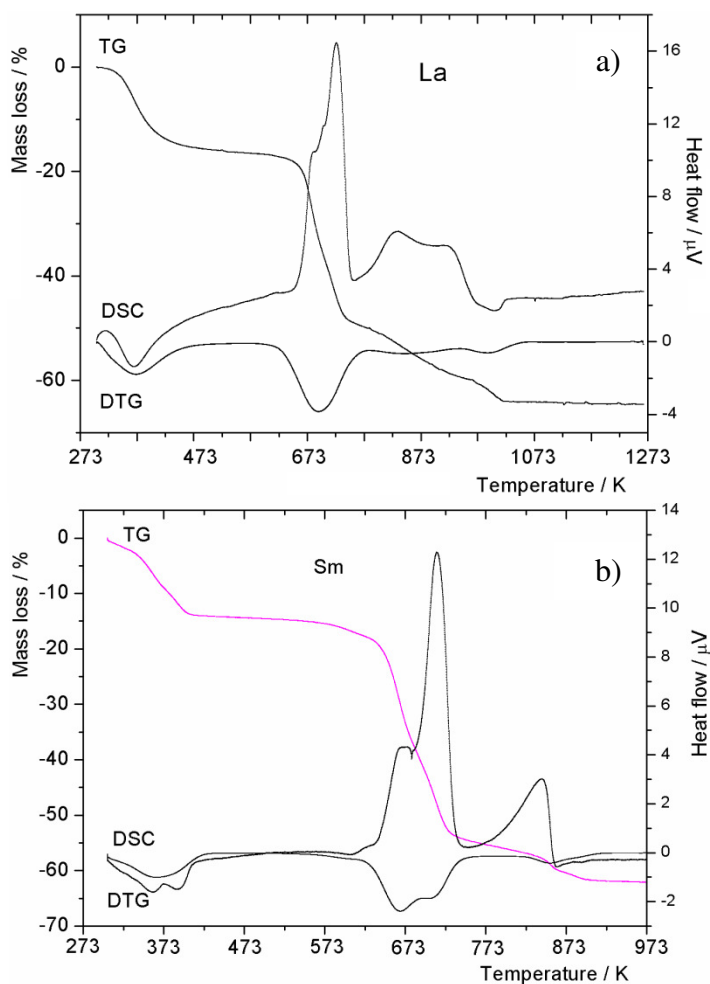 TG
La
a)
16
0
12
-20
8
-40
4
DSC
0
-60
DTG
-4
Mass loss / %
Heat flow / μV
273 473 673 873 1073 1273
Temperature / K
TG
Sm
b)
14
0
12
-10
10
-20
8
-30
6
-40
4
-50
2
DSC
0
-60
DTG
-2
-70
Mass loss / %
Heat flow / μV
273 373 473 573 673 773 873 973
Temperature / K